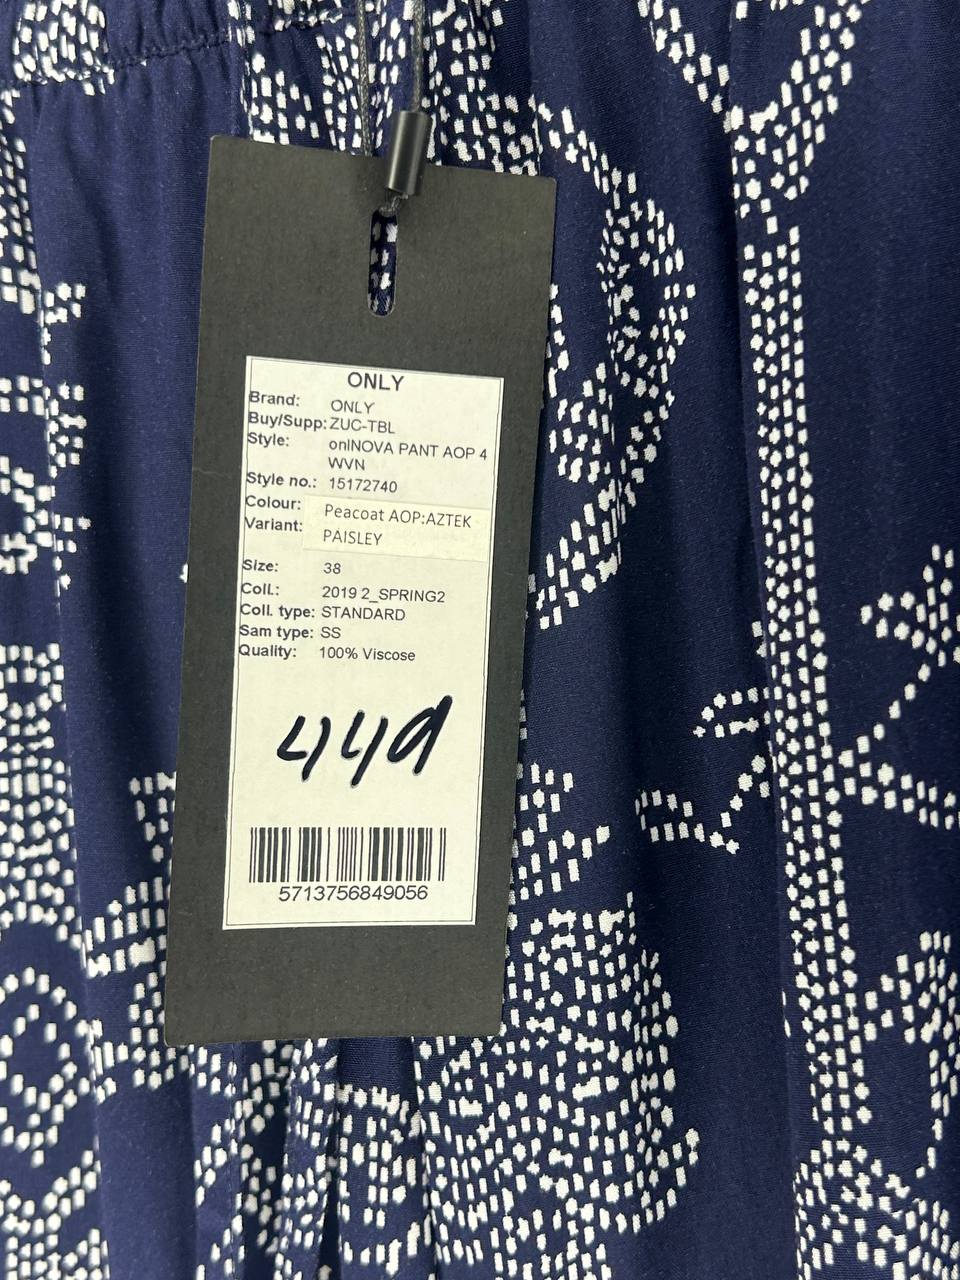 ONLY
Brand: ONLY
Buy/Supp: ZUC-TBL
Style: onlNOVA PANT AOP 4
WVN
Style no.: 15172740
Colour: Peacoat AOP:AZTEK
Variant: PAISLEY
Size: 38
Coll.: 2019 2_SPRING2
Coll. type: STANDARD
Sam type: SS
Quality: 100% Viscose
449
5713756849056